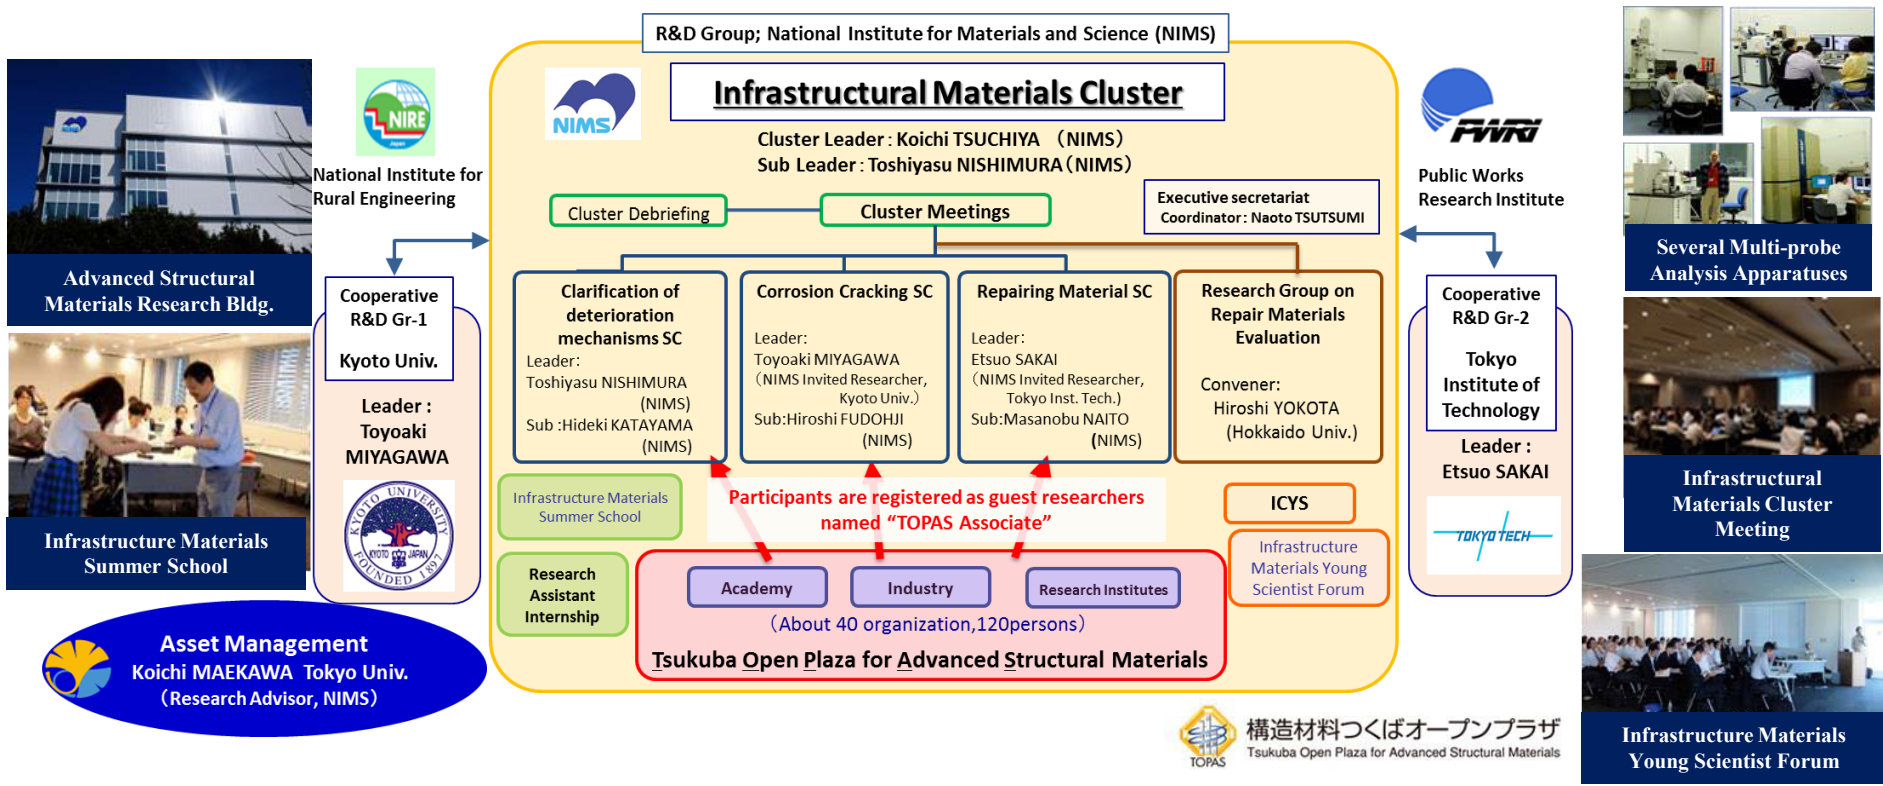 R&D Group; National Institute for Materials and Science (NIMS)
NIMS
Infrastructural Materials Cluster
Cluster Leader : Koichi TSUCHIYA （NIMS）
Sub Leader : Toshiyasu NISHIMURA（NIMS）
Cluster Debriefing
Cluster Meetings
Executive secretariat
Coordinator : Naoto TSUTSUMI
Clarification of
deterioration
mechanisms SC
Leader：
Toshiyasu NISHIMURA
(NIMS)
Sub :Hideki KATAYAMA
(NIMS)
Corrosion Cracking SC
Leader：
Toyoaki MIYAGAWA
（NIMS Invited Researcher,
Kyoto Univ.）
Sub:Hiroshi FUDOHJI
(NIMS)
Repairing Material SC
Leader：
Etsuo SAKAI
（NIMS Invited Researcher,
Tokyo Inst. Tech.)
Sub:Masanobu NAITO
(NIMS)
Research Group on
Repair Materials
Evaluation
Convener:
Hiroshi YOKOTA
(Hokkaido Univ.)
Participants are registered as guest researchers
named “TOPAS Associate”
Infrastructure Materials
Summer School
Research
Assistant
Internship
ICYS
Infrastructure
Materials Young
Scientist Forum
Academy
Industry
Research Institutes
（About 40 organization,120persons）
Tsukuba Open Plaza for Advanced Structural Materials
NIMS
Advanced Structural
Materials Research Bldg.
Infrastructure Materials
Summer School
NIRE
Japan
National Institute for
Rural Engineering
Cooperative
R&D Gr-1
Kyoto Univ.
Leader :
Toyoaki
MIYAGAWA
KYOTO UNIVERSITY
KYOTO JAPAN
FOUNDED 1897
Asset Management
Koichi MAEKAWA Tokyo Univ.
（Research Advisor, NIMS）
PWRI
Public Works
Research Institute
Cooperative
R&D Gr-2
Tokyo
Institute of
Technology
Leader :
Etsuo SAKAI
TOKYO TECH
Several Multi-probe
Analysis Apparatuses
Infrastructural
Materials Cluster
Meeting
Infrastructure Materials
Young Scientist Forum
TOPAS
構造材料つくばオープンプラザ
Tsukuba Open Plaza for Advanced Structural Materials